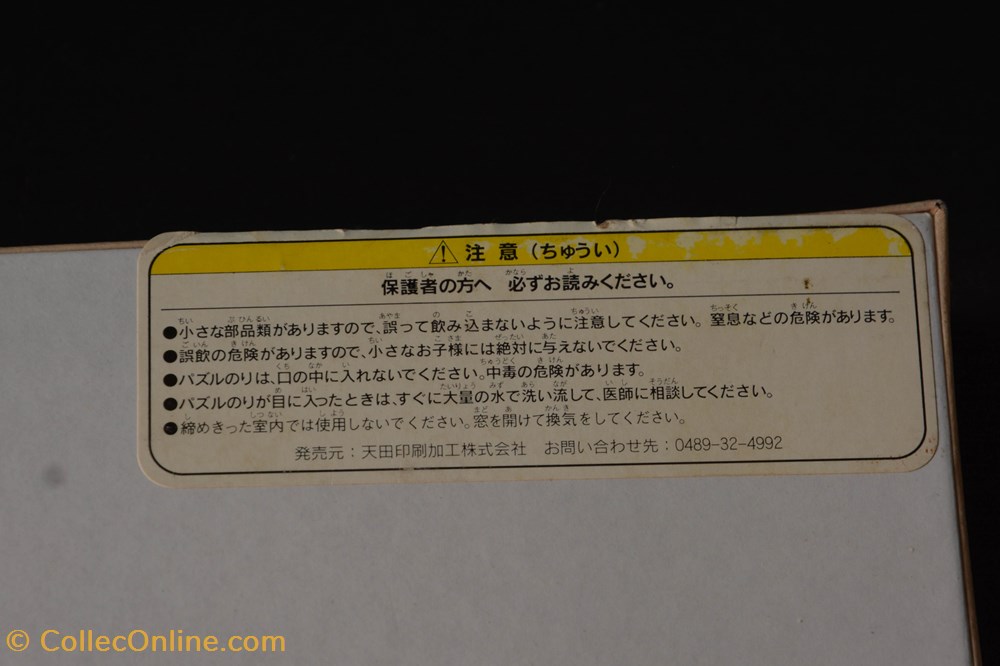 注意(ちゅうい)
保護者の方へ 必ずお読みください。
●小さな部品類がありますので、誤って飲み込まないように注意してください。窒息などの危険があります。
●誤飲の危険がありますので、小さなお子様には絶対に与えないでください。
●パズルのりは、口の中に入れないでください。中毒の危険があります。
●パズルのりが目に入ったときは、すぐに大量の水で洗い流して、医師に相談してください。
●締めきった室内では使用しないでください。窓を開けて換気をしてください。
発売元:天田印刷加工株式会社 お問い合わせ先:0489-32-4992
© CollecOnline.com